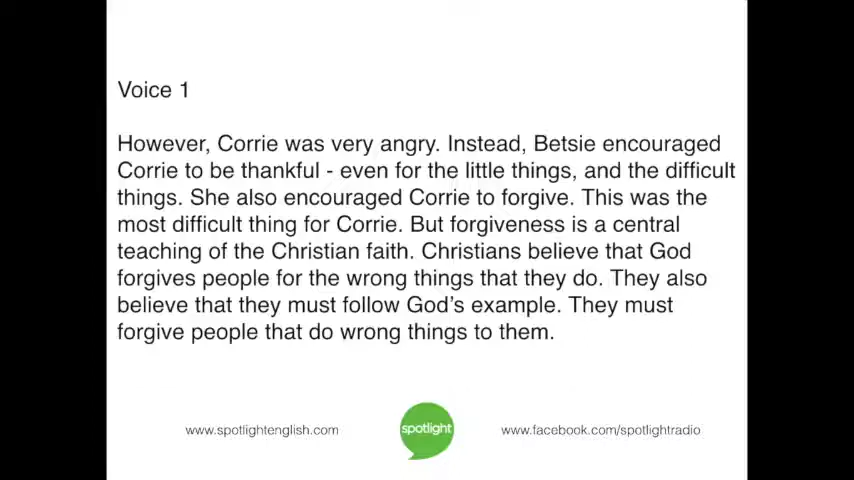 Voice 1
However, Corrie was very angry. Instead, Betsie encouraged
Corrie to be thankful - even for the little things, and the difficult
things. She also encouraged Corrie to forgive. This was the
most difficult thing for Corrie. But forgiveness is a central
teaching of the Christian faith. Christians believe that God
forgives people for the wrong things that they do. They also
believe that they must follow God's example. They must
forgive people that do wrong things to them.
www.spotlightenglish.com
spotlight
www.facebook.com/spotlightradio